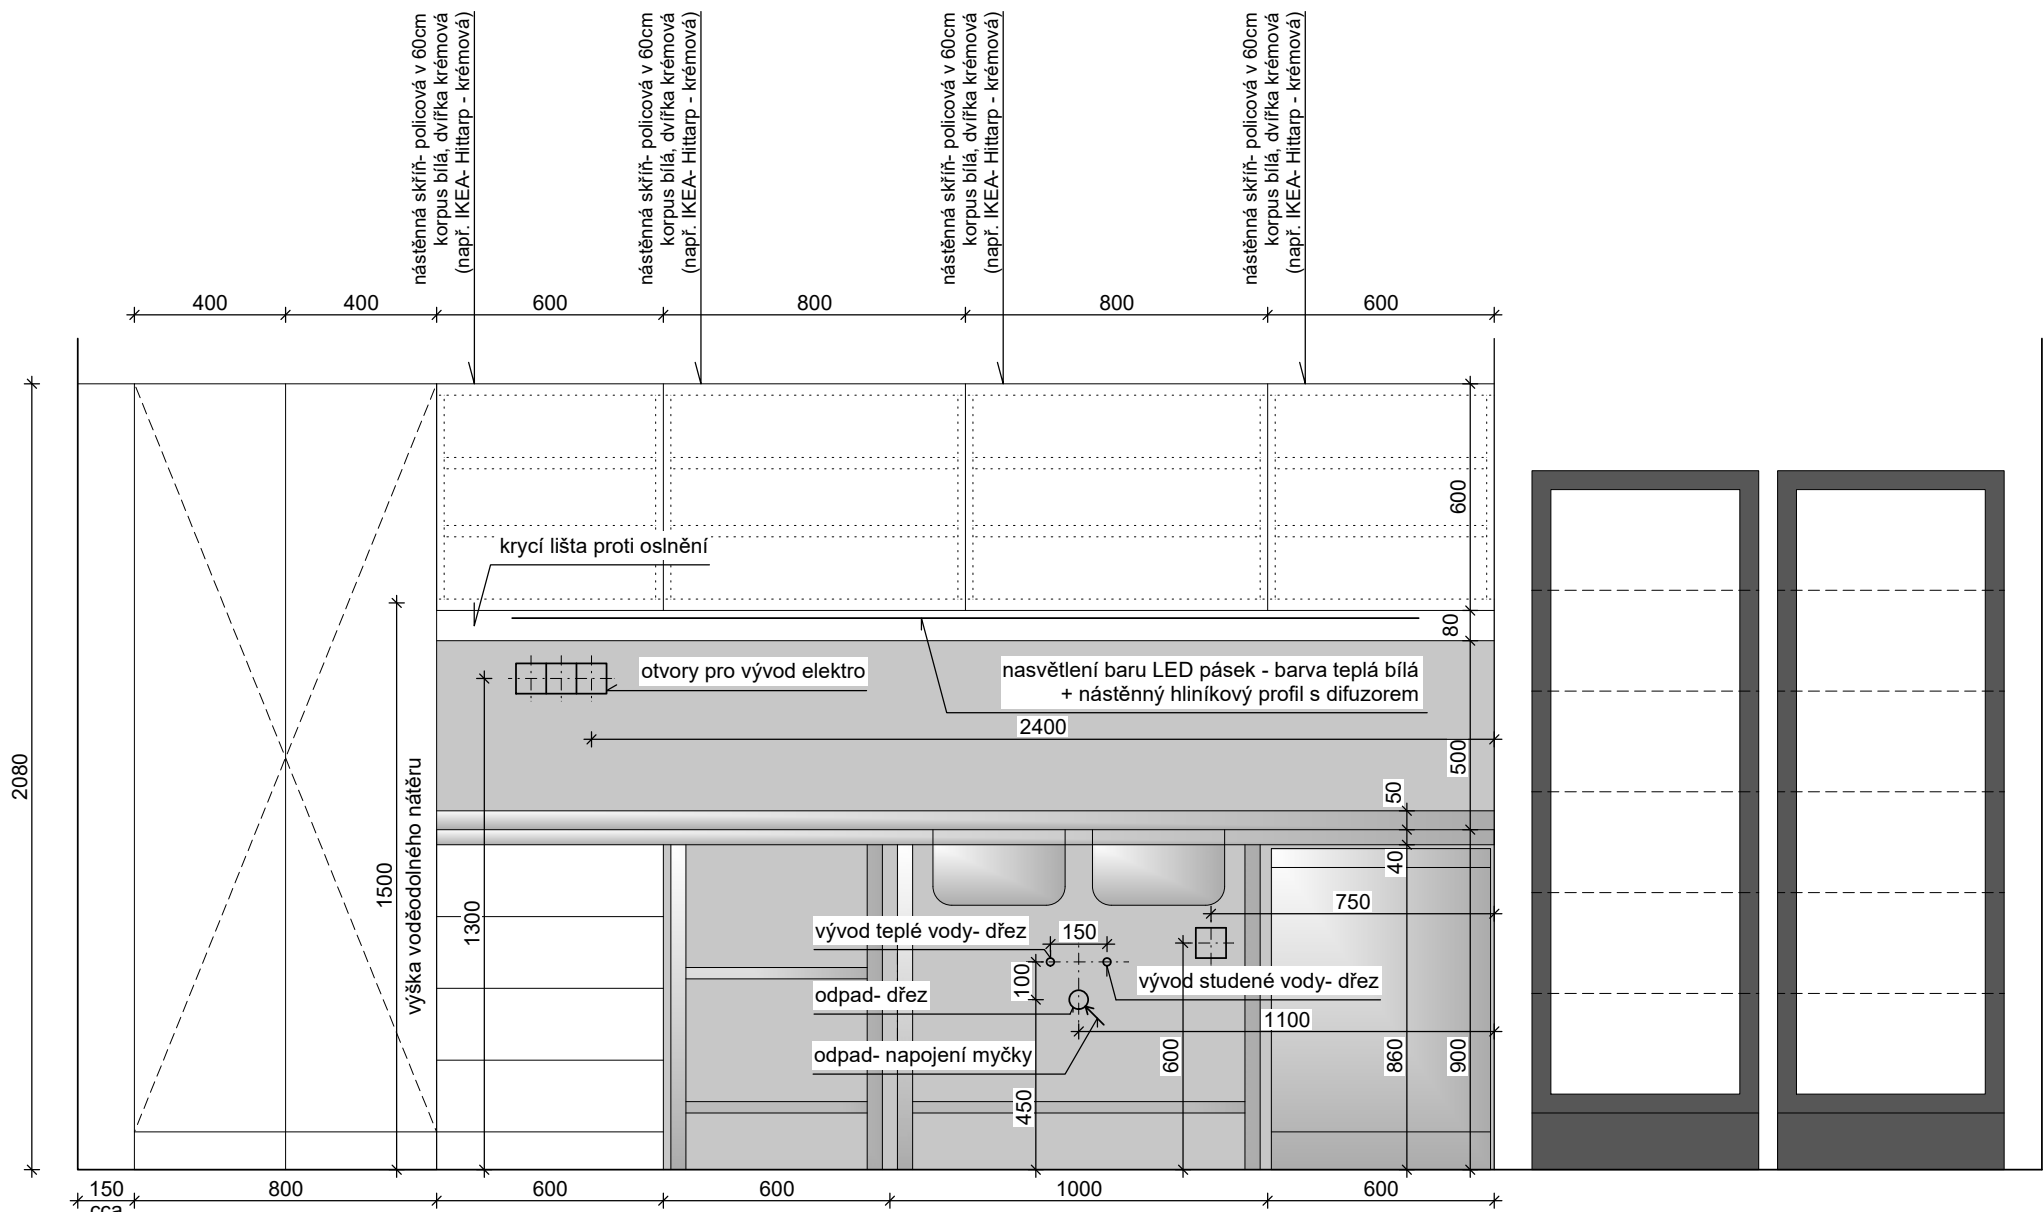 nástěnná skříň- policová v 60cm
korpus bílá, dvířka krémová
(např. IKEA- Hittarp - krémová)
nástěnná skříň- policová v 60cm
korpus bílá, dvířka krémová
(např. IKEA- Hittarp - krémová)
nástěnná skříň- policová v 60cm
korpus bílá, dvířka krémová
(např. IKEA- Hittarp - krémová)
nástěnná skříň- policová v 60cm
korpus bílá, dvířka krémová
(např. IKEA- Hittarp - krémová)
400
400
600
800
800
600
600
krycí lišta proti oslnění
80
otvory pro vývod elektro
nasvětlení baru LED pásek - barva teplá bílá
+ nástěnný hliníkový profil s difuzorem
2400
2080
500
50
výška voděodolného nátěru
1500
1300
40
750
vývod teplé vody- dřez
150
100
vývod studené vody- dřez
odpad- dřez
1100
odpad- napojení myčky
600
860
900
450
150
cca
800
600
600
1000
600